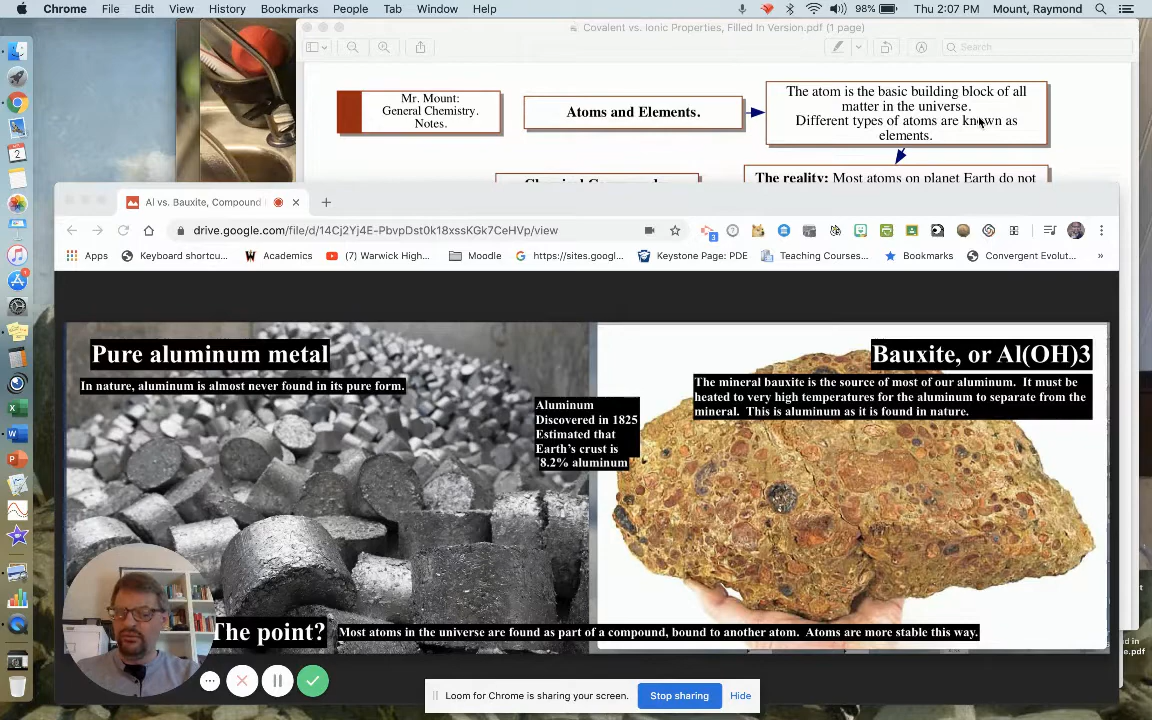 Chrome File Edit View History Bookmarks People Tab Window Help 98% Thu 2:07 PM Mount, Raymond
Covalent vs. Ionic Properties, Filled In Version.pdf (1 page)
Search
Mr. Mount:
General Chemistry.
Notes.
Atoms and Elements.
The atom is the basic building block of all
matter in the universe.
Different types of atoms are known as
elements.
The reality: Most atoms on planet Earth do not
Al vs. Bauxite, Compound
drive.google.com/file/d/14Cj2Yj4E-PbvpDst0k18xssKGk7CeHVp/view
Apps Keyboard shortcu... Academics (7) Warwick High... Moodle https://sites.googl... Keystone Page: PDE Teaching Courses... Bookmarks Convergent Evolut... »
Pure aluminum metal
In nature, aluminum is almost never found in its pure form.
Aluminum
Discovered in 1825
Estimated that
Earth's crust is
8.2% aluminum
Bauxite, or Al(OH)3
The mineral bauxite is the source of most of our aluminum. It must be
heated to very high temperatures for the aluminum to separate from the
mineral. This is aluminum as it is found in nature.
The point? Most atoms in the universe are found as part of a compound, bound to another atom. Atoms are more stable this way.
Loom for Chrome is sharing your screen. Stop sharing Hide